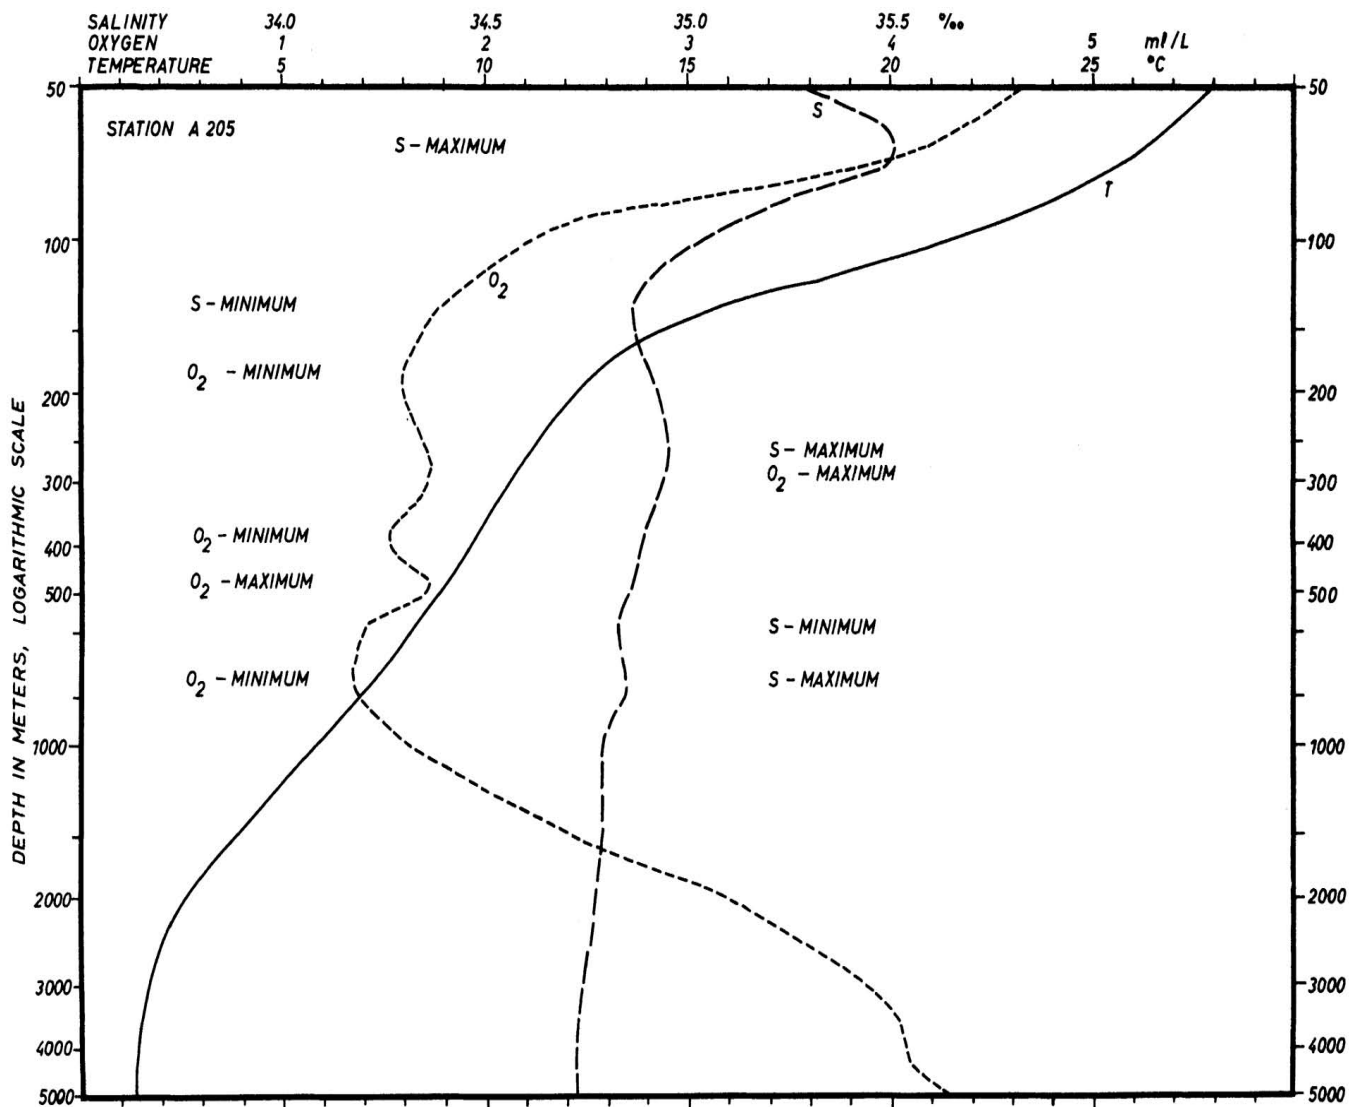 SALINITY 34.0 34.5 35.0 35.5 ‰
OXYGEN 1 2 3 4 5 ml/L
TEMPERATURE 5 10 15 20 25 °C
50 50
STATION A 205
S
S - MAXIMUM
T
100 100
O2
S - MINIMUM
O2 - MINIMUM
200 200
S - MAXIMUM
O2 - MAXIMUM
300 300
O2 - MINIMUM
400 400
O2 - MAXIMUM
500 500
S - MINIMUM
O2 - MINIMUM S - MAXIMUM
1000 1000
2000 2000
3000 3000
4000 4000
5000 5000
DEPTH IN METERS, LOGARITHMIC SCALE